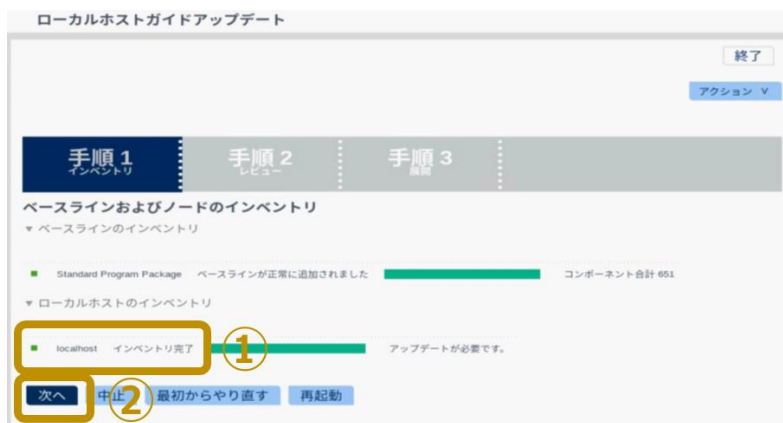 ローカルホストガイドアップデート
終了
アクション ∨
手順 1
インベントリ
手順 2
レビュー
手順 3
展開
ベースラインおよびノードのインベントリ
▼ ベースラインのインベントリ
Standard Program Package ベースラインが正常に追加されました コンポーネント合計 651
▼ ローカルホストのインベントリ
localhost インベントリ完了 ① アップデートが必要です。
次へ ② 中止 最初からやり直す 再起動